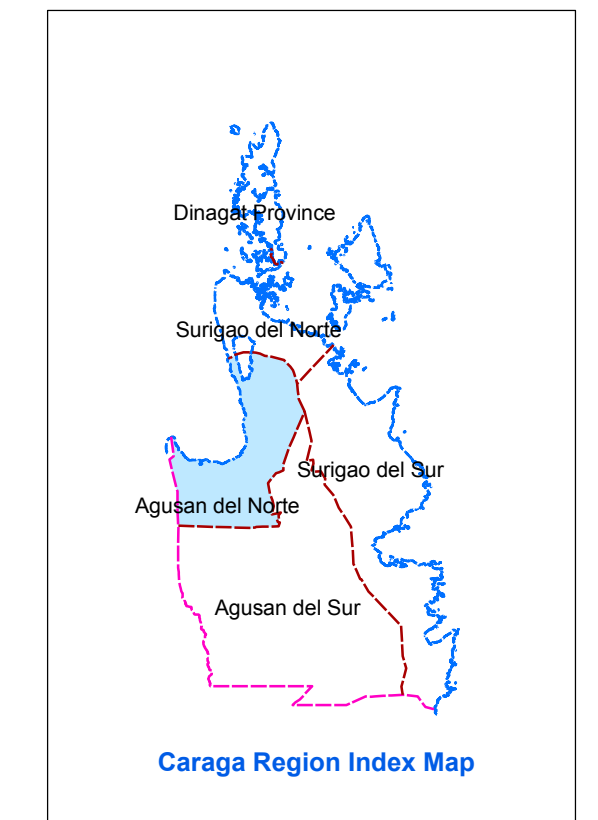 Dinagat Province
Surigao del Norte
Surigao del Sur
Agusan del Norte
Agusan del Sur
Caraga Region Index Map